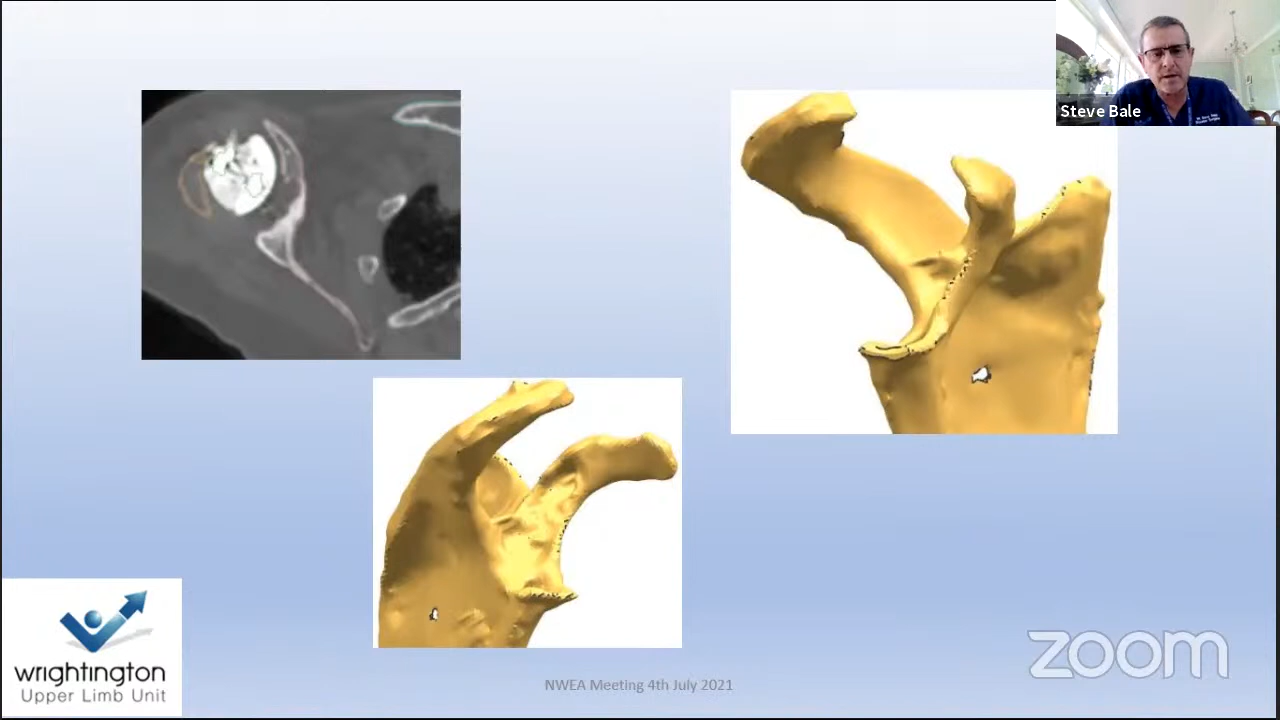 Steve Bale
wrightington
Upper Limb Unit
NWEA Meeting 4th July 2021
zoom